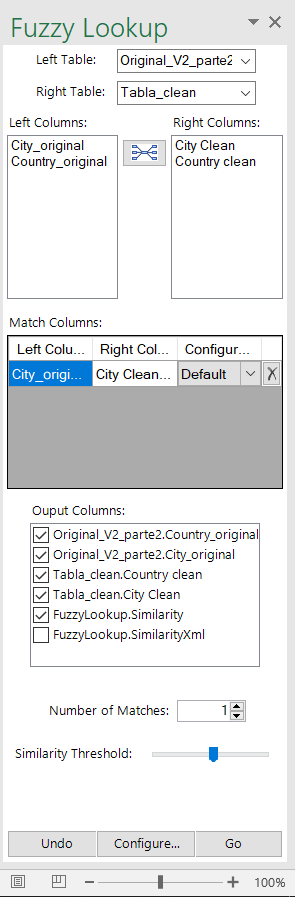 Fuzzy Lookup
Left Table: Original_V2_parte2
Right Table: Tabla_clean
Left Columns: Right Columns:
City_original City Clean
Country_original Country clean
Match Columns:
Left Colu... Right Col... Configur...
City_origi... City Clean... Default
Ouput Columns:
Original_V2_parte2.Country_original
Original_V2_parte2.City_original
Tabla_clean.Country clean
Tabla_clean.City Clean
FuzzyLookup.Similarity
FuzzyLookup.SimilarityXml
Number of Matches: 1
Similarity Threshold:
Undo Configure... Go
100%